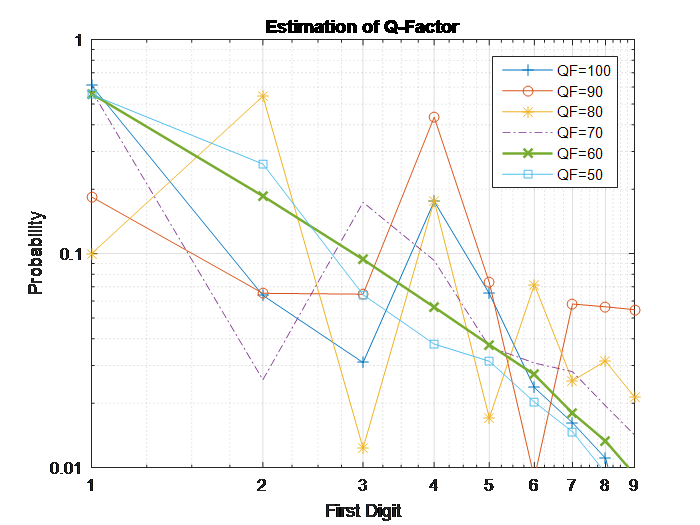 Estimation of Q-Factor
1
QF=100
QF=90
QF=80
QF=70
QF=60
QF=50
Probability
0.1
0.01
1 2 3 4 5 6 7 8 9
First Digit